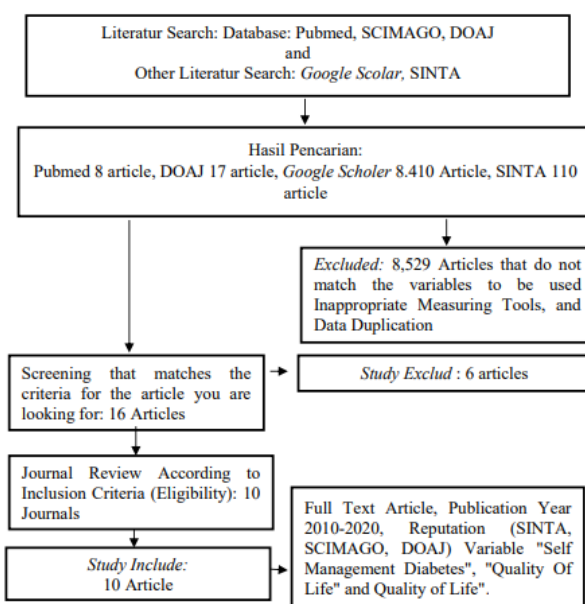 Literatur Search: Database: Pubmed, SCIMAGO, DOAJ
and
Other Literatur Search: Google Scolar, SINTA
Hasil Pencarian:
Pubmed 8 article, DOAJ 17 article, Google Scholer 8.410 Article, SINTA 110
article
Excluded: 8,529 Articles that do not
match the variables to be used
Inappropriate Measuring Tools, and
Data Duplication
Screening that matches the
criteria for the article you are
looking for: 16 Articles
Study Exclud : 6 articles
Journal Review According to
Inclusion Criteria (Eligibility): 10
Journals
Full Text Article, Publication Year
2010-2020, Reputation (SINTA,
SCIMAGO, DOAJ) Variable "Self
Management Diabetes", "Quality Of
Life" and Quality of Life".
Study Include:
10 Article